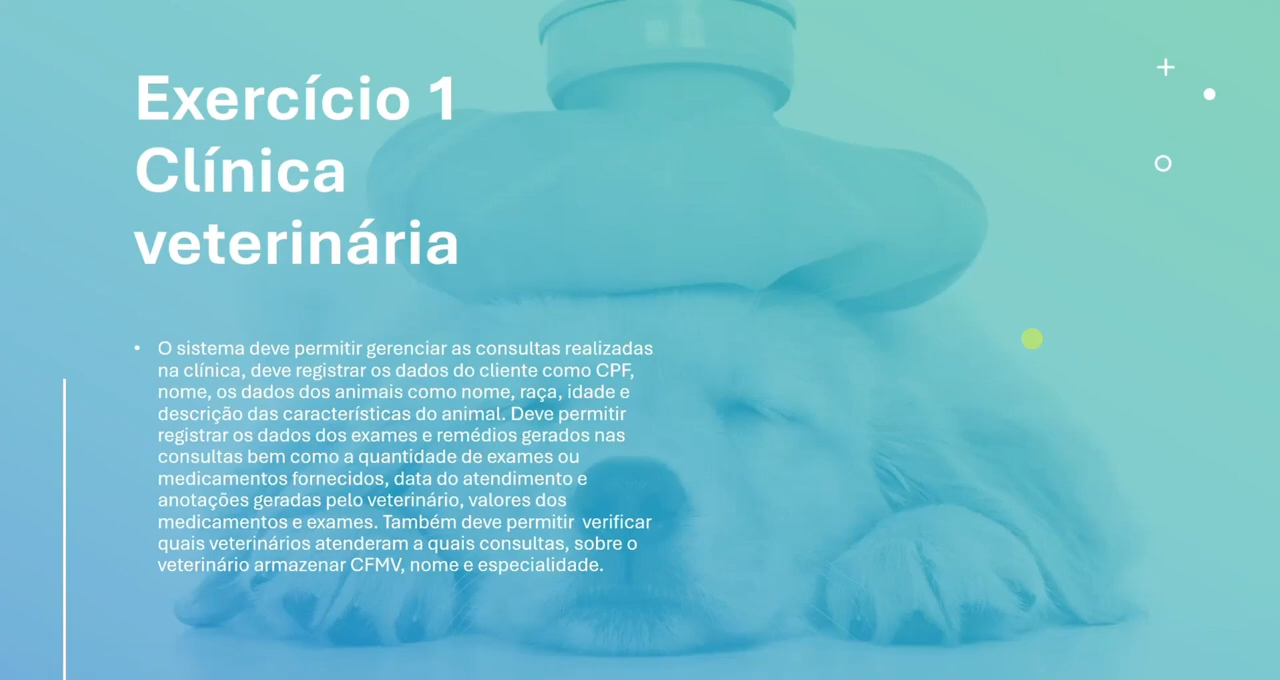 Exercício 1
Clínica
veterinária
• O sistema deve permitir gerenciar as consultas realizadas
na clínica, deve registrar os dados do cliente como CPF,
nome, os dados dos animais como nome, raça, idade e
descrição das características do animal. Deve permitir
registrar os dados dos exames e remédios gerados nas
consultas bem como a quantidade de exames ou
medicamentos fornecidos, data do atendimento e
anotações geradas pelo veterinário, valores dos
medicamentos e exames. Também deve permitir verificar
quais veterinários atenderam a quais consultas, sobre o
veterinário armazenar CFMV, nome e especialidade.